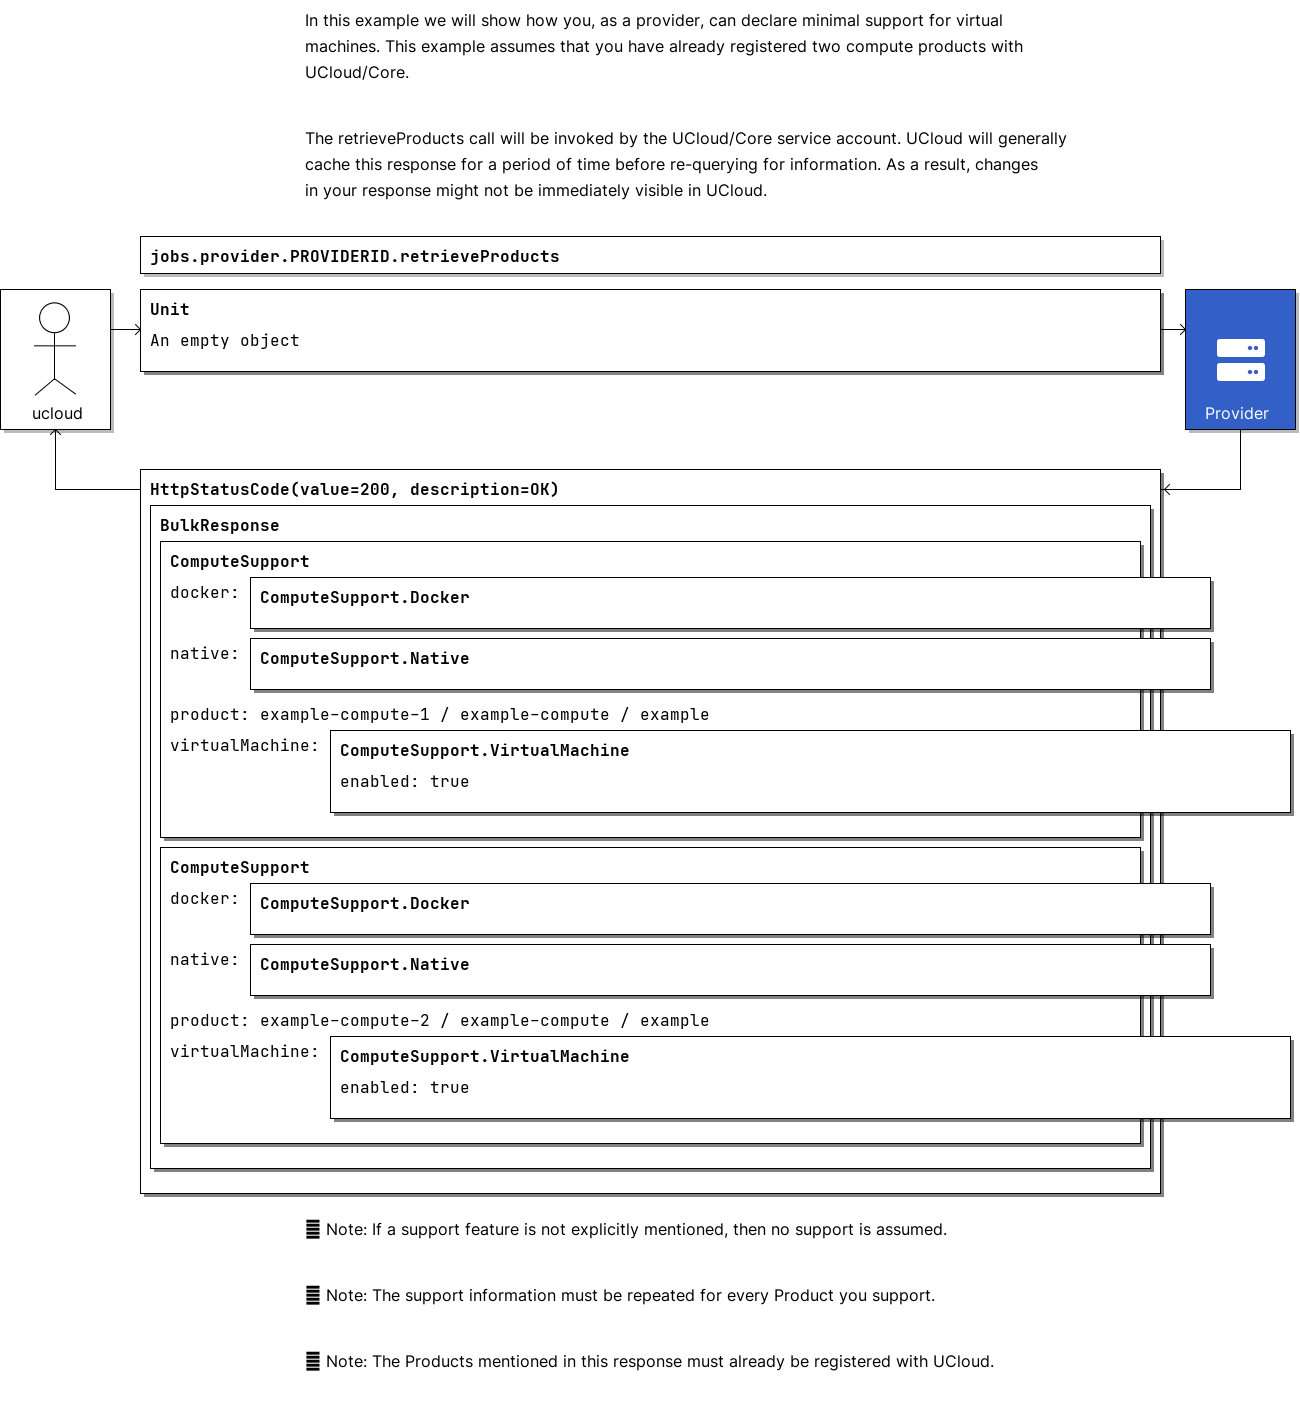 In this example we will show how you, as a provider, can declare minimal support for virtual
machines. This example assumes that you have already registered two compute products with
UCloud/Core.
The retrieveProducts call will be invoked by the UCloud/Core service account. UCloud will generally
cache this response for a period of time before re-querying for information. As a result, changes
in your response might not be immediately visible in UCloud.
jobs.provider.PROVIDERID.retrieveProducts
Unit
An empty object
ucloud
Provider
HttpStatusCode(value=200, description=OK)
BulkResponse
ComputeSupport
docker:
ComputeSupport.Docker
native:
ComputeSupport.Native
product: example-compute-1 / example-compute / example
virtualMachine:
ComputeSupport.VirtualMachine
enabled: true
ComputeSupport
docker:
ComputeSupport.Docker
native:
ComputeSupport.Native
product: example-compute-2 / example-compute / example
virtualMachine:
ComputeSupport.VirtualMachine
enabled: true
Note: If a support feature is not explicitly mentioned, then no support is assumed.
Note: The support information must be repeated for every Product you support.
Note: The Products mentioned in this response must already be registered with UCloud.